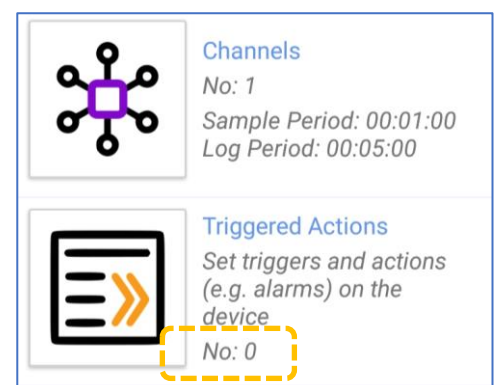 Channels
No: 1
Sample Period: 00:01:00
Log Period: 00:05:00
Triggered Actions
Set triggers and actions
(e.g. alarms) on the
device
No: 0